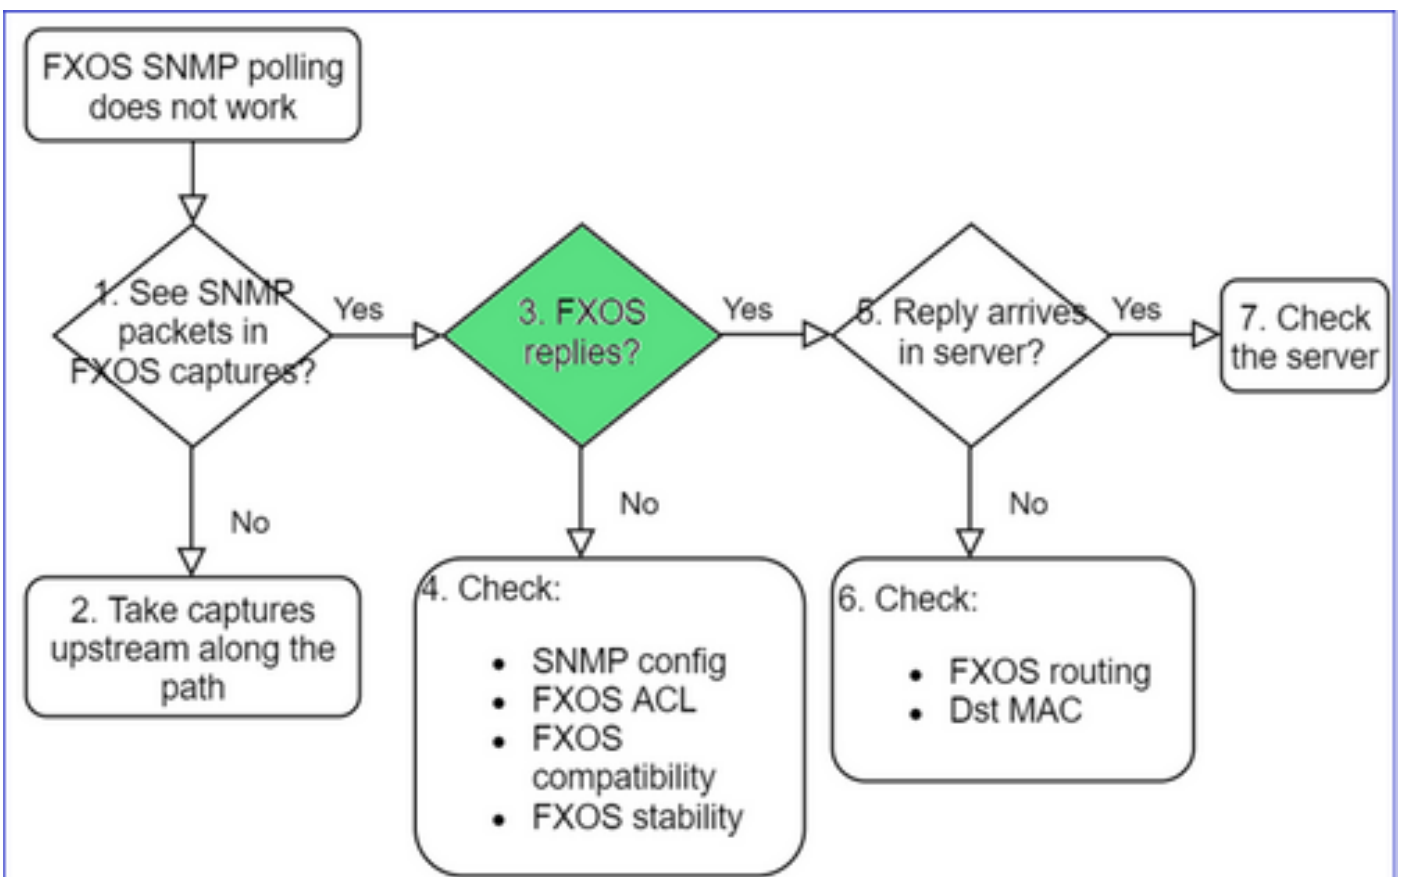 FXOS SNMP polling
does not work
1. See SNMP
packets in
FXOS captures?
Yes
No
2. Take captures
upstream along the
path
3. FXOS
replies?
Yes
No
4. Check:
• SNMP config
• FXOS ACL
• FXOS
compatibility
• FXOS stability
5. Reply arrives
in server?
Yes
No
6. Check:
• FXOS routing
• Dst MAC
7. Check
the server